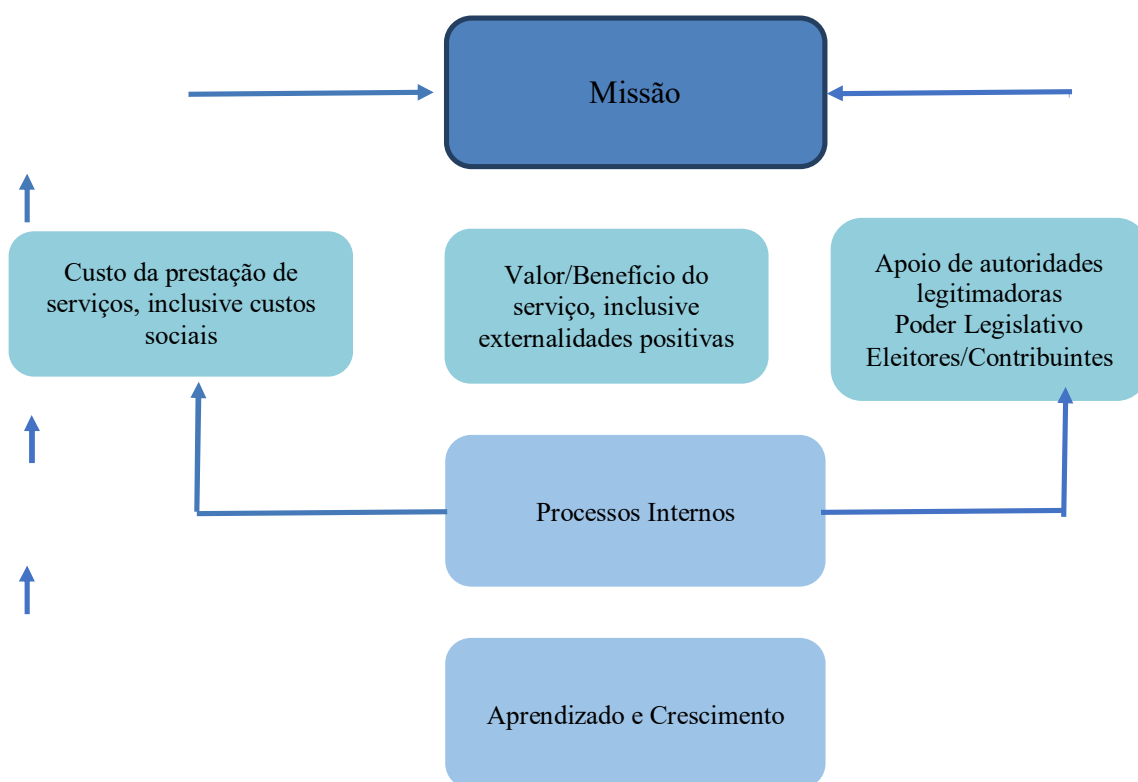 Missão
Custo da prestação de
serviços, inclusive custos
sociais
Valor/Benefício do
serviço, inclusive
externalidades positivas
Apoio de autoridades
legitimadoras
Poder Legislativo
Eleitores/Contribuintes
Processos Internos
Aprendizado e Crescimento